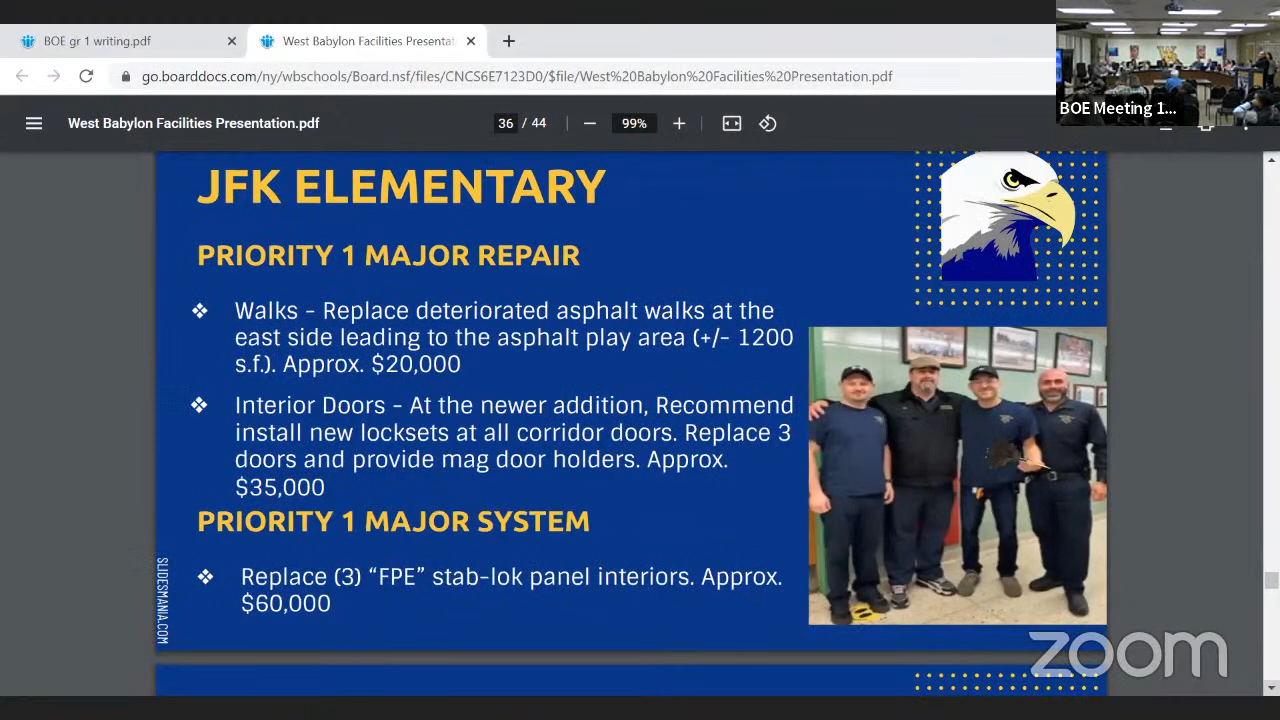 BOE gr 1 writing.pdf
West Babylon Facilities Presentat
go.boarddocs.com/ny/wbschools/Board.nsf/files/CNCS6E7123D0/$file/West%20Babylon%20Facilities%20Presentation.pdf
BOE Meeting 1...
West Babylon Facilities Presentation.pdf
36 / 44
99%
JFK ELEMENTARY
PRIORITY 1 MAJOR REPAIR
❖ Walks - Replace deteriorated asphalt walks at the
east side leading to the asphalt play area (+/- 1200
s.f.). Approx. $20,000
❖ Interior Doors - At the newer addition, Recommend
install new locksets at all corridor doors. Replace 3
doors and provide mag door holders. Approx.
$35,000
PRIORITY 1 MAJOR SYSTEM
❖ Replace (3) “FPE” stab-lok panel interiors. Approx.
$60,000
SLIDESMANIA.COM
zoom